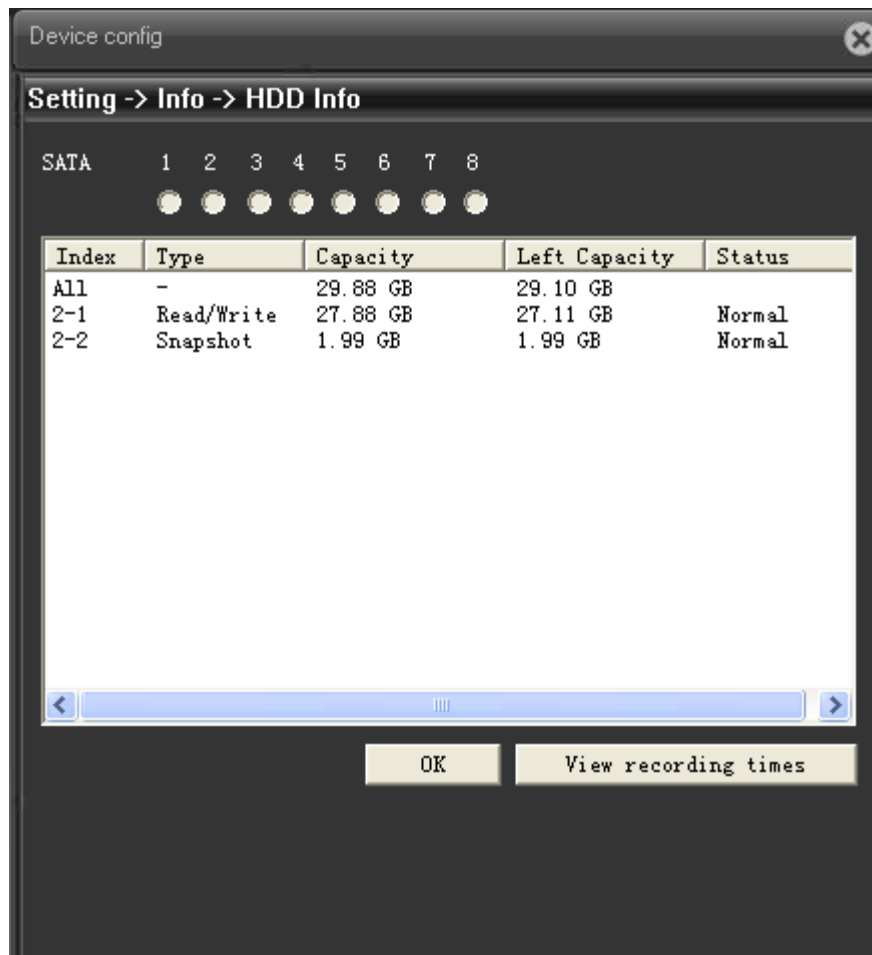 Device config
Setting -> Info -> HDD Info
SATA 1 2 3 4 5 6 7 8
Index Type Capacity Left Capacity Status
All - 29.88 GB 29.10 GB
2-1 Read/Write 27.88 GB 27.11 GB Normal
2-2 Snapshot 1.99 GB 1.99 GB Normal
OK View recording times